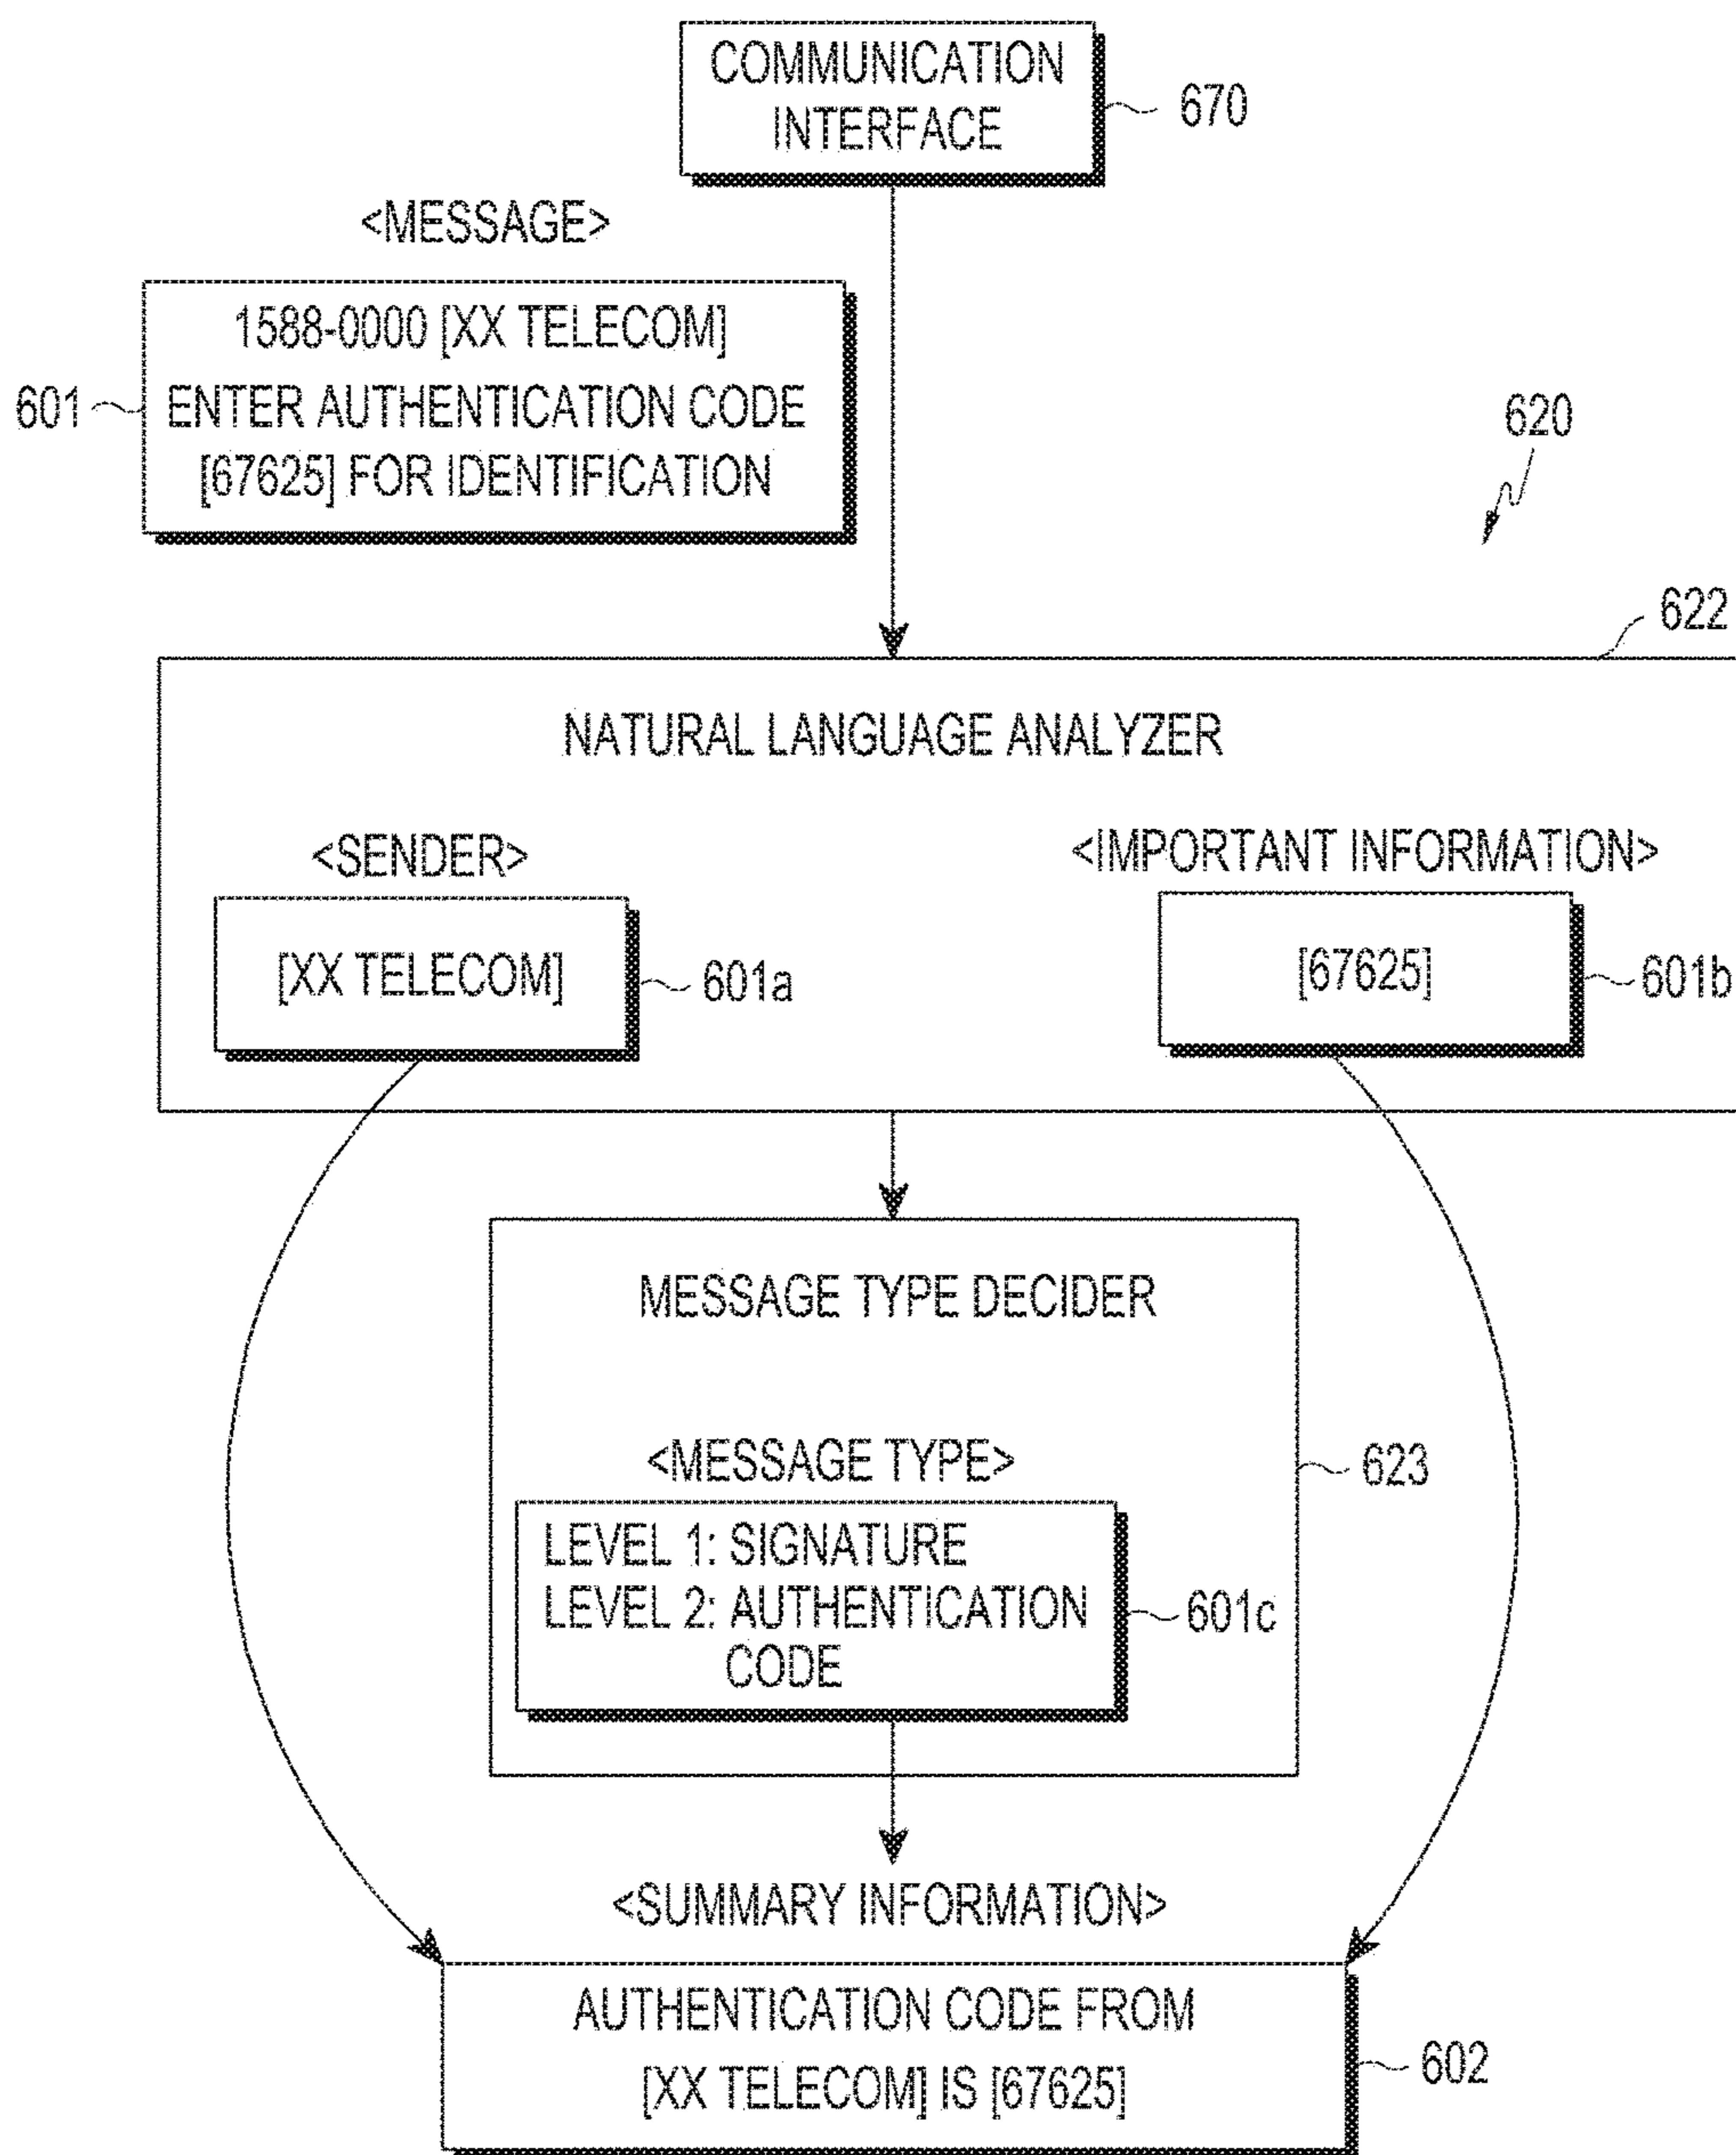 COMMUNICATION
INTERFACE
670
<MESSAGE>
1588-0000 [XX TELECOM]
ENTER AUTHENTICATION CODE
[67625] FOR IDENTIFICATION
601
620
622
NATURAL LANGUAGE ANALYZER
<SENDER>
[XX TELECOM]
601a
<IMPORTANT INFORMATION>
[67625]
601b
MESSAGE TYPE DECIDER
<MESSAGE TYPE>
623
LEVEL 1: SIGNATURE
LEVEL 2: AUTHENTICATION
CODE
601c
<SUMMARY INFORMATION>
AUTHENTICATION CODE FROM
[XX TELECOM] IS [67625]
602